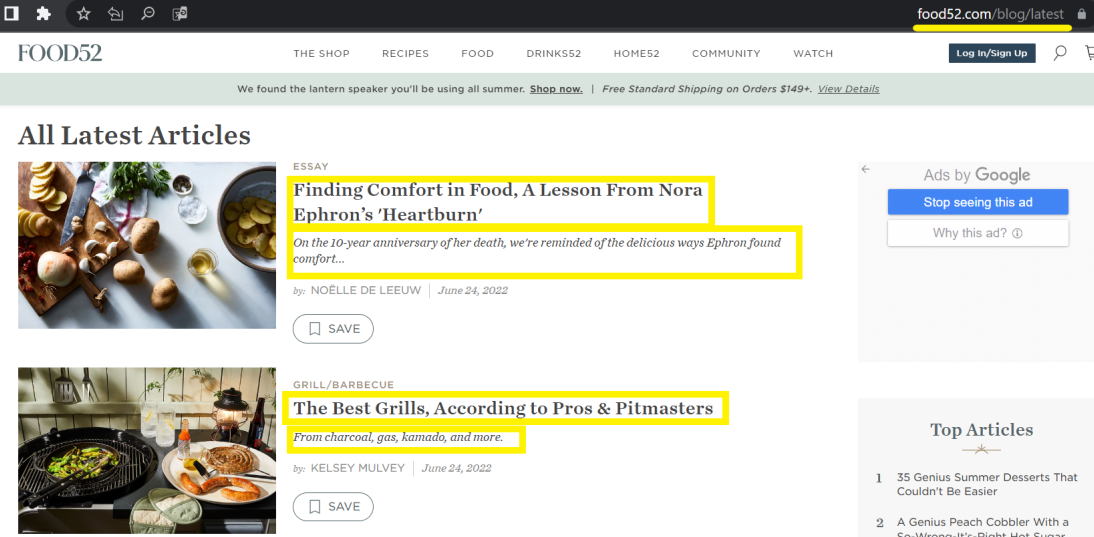 food52.com/blog/latest
FOOD52
THE SHOP RECIPES FOOD DRINKS52 HOME52 COMMUNITY WATCH Log In/Sign Up
We found the lantern speaker you'll be using all summer. Shop now. | Free Standard Shipping on Orders $149+. View Details
All Latest Articles
ESSAY
Finding Comfort in Food, A Lesson From Nora
Ephron's 'Heartburn'
On the 10-year anniversary of her death, we're reminded of the delicious ways Ephron found
comfort...
by: NOËLLE DE LEEUW June 24, 2022
SAVE
GRILL/BARBECUE
The Best Grills, According to Pros & Pitmasters
From charcoal, gas, kamado, and more.
by: KELSEY MULVEY June 24, 2022
SAVE
Ads by Google
Stop seeing this ad
Why this ad?
Top Articles
1 35 Genius Summer Desserts That
Couldn't Be Easier
2 A Genius Peach Cobbler With a
So-Wrong-It's-Right Hot Sugar